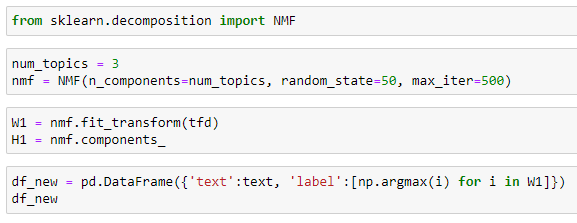 from sklearn.decomposition import NMF
num_topics = 3
nmf = NMF(n_components=num_topics, random_state=50, max_iter=500)
W1 = nmf.fit_transform(tfd)
H1 = nmf.components_
df_new = pd.DataFrame({'text':text, 'label':[np.argmax(i) for i in W1]})
df_new